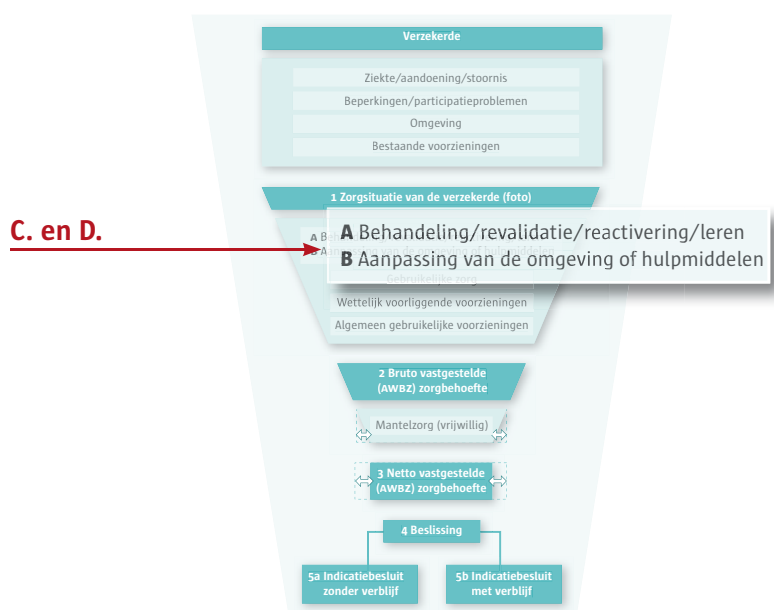 Verzekerde
Ziekte/aandoening/stoornis
Beperkingen/participatieproblemen
Omgeving
Bestaande voorzieningen
1 Zorgsituatie van de verzekerde (foto)
C. en D.
A Behandeling/revalidatie/reactivering/leren
B Aanpassing van de omgeving of hulpmiddelen
Gebruikelijke zorg
Wettelijk voorliggende voorzieningen
Algemeen gebruikelijke voorzieningen
2 Bruto vastgestelde
(AWBZ) zorgbehoefte
Mantelzorg (vrijwillig)
3 Netto vastgestelde
(AWBZ) zorgbehoefte
4 Beslissing
5a Indicatiebesluit
zonder verblijf
5b Indicatiebesluit
met verblijf